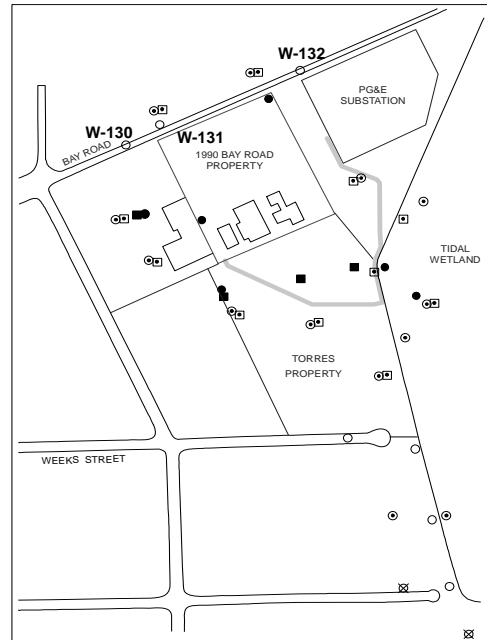 W-132
PG&E
SUBSTATION
W-130
W-131
BAY ROAD
1990 BAY ROAD
PROPERTY
TIDAL
WETLAND
TORRES
PROPERTY
WEEKS STREET